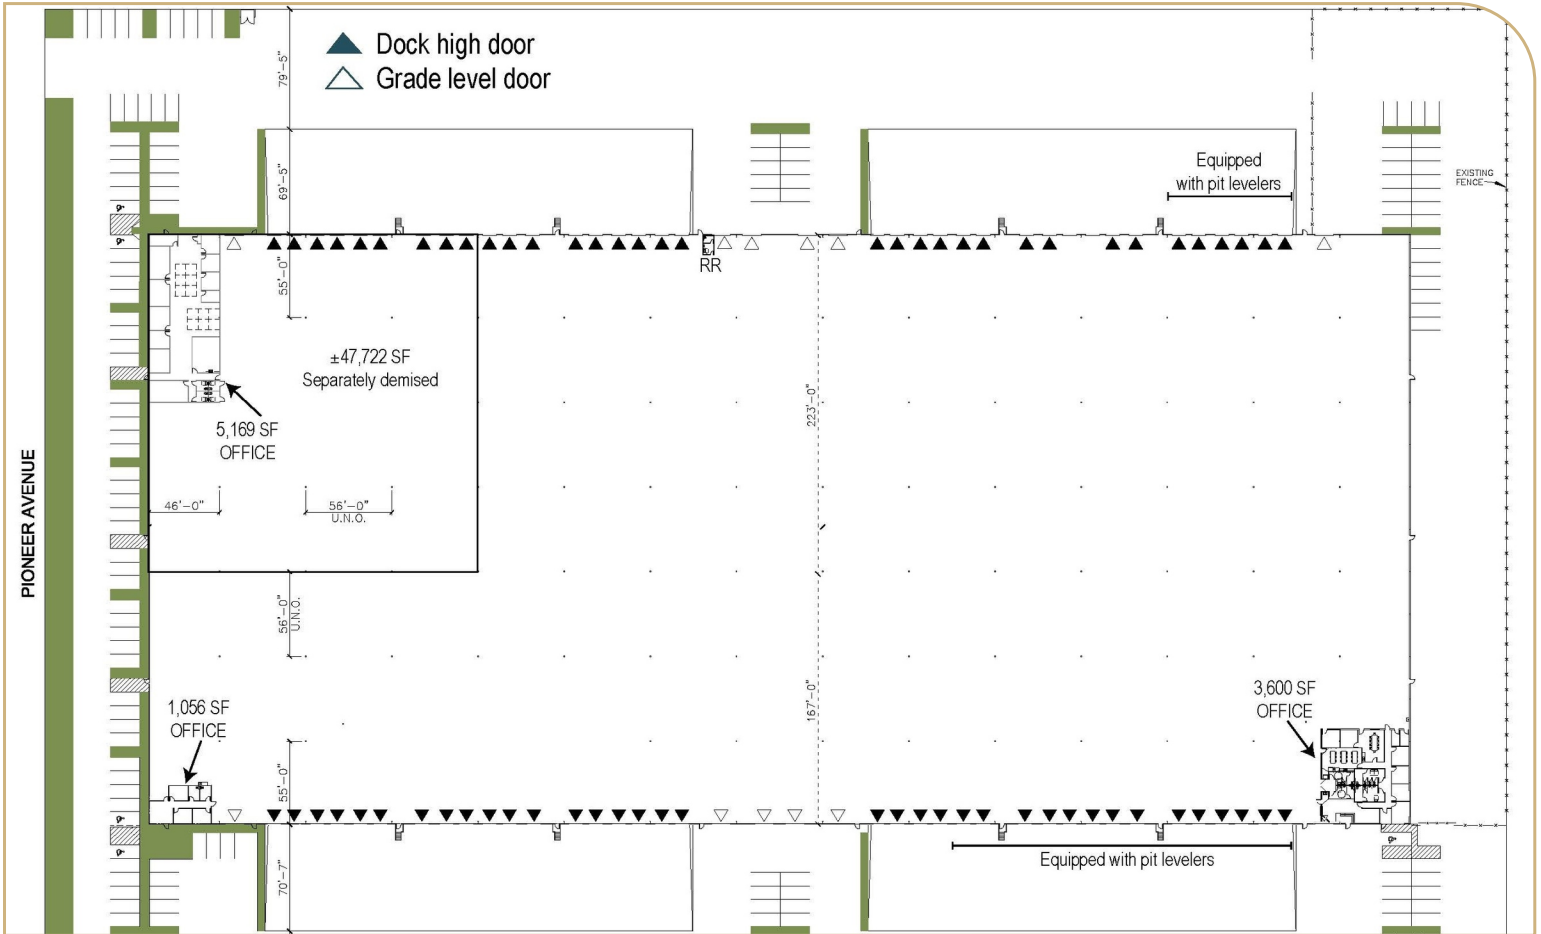 Dock high door
Grade level door
79'-5"
69'-5"
Equipped
with pit levelers
EXISTING
FENCE
RR
55'-0"
±47,722 SF
Separately demised
5,169 SF
OFFICE
223'-0"
46'-0"
56'-0"
U.N.O.
PIONEER AVENUE
56'-0"
U.N.O.
167'-0"
1,056 SF
OFFICE
3,600 SF
OFFICE
55'-0"
Equipped with pit levelers
70'-7"